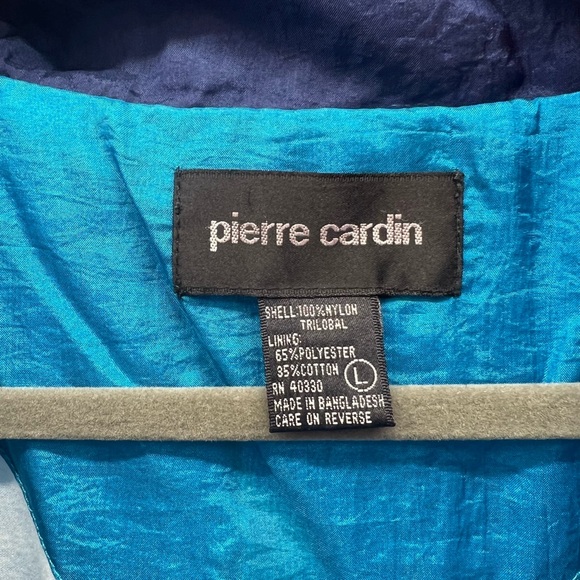 pierre cardin
SHELL:100%NYLON
TRILOBAL
LINING:
65%POLYESTER
35%COTTON
L
RN 40330
MADE IN BANGLADESH
CARE ON REVERSE